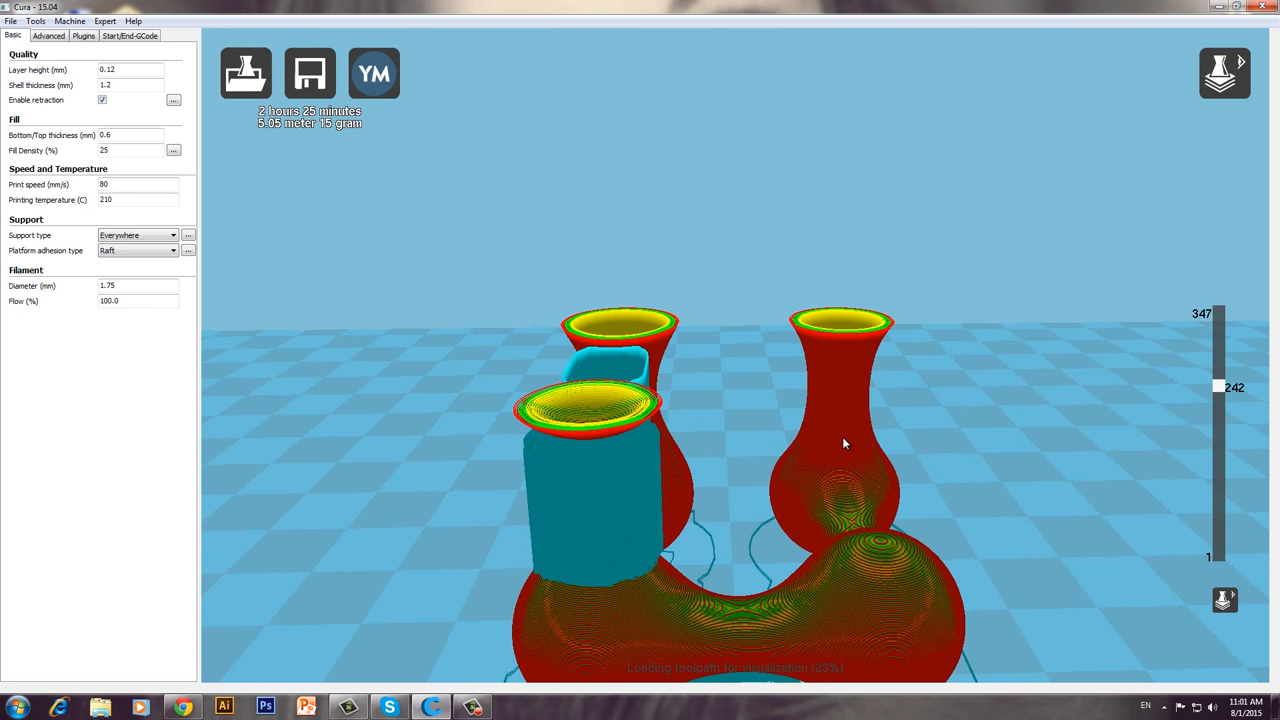 Cura - 15.04
File Tools Machine Expert Help
Basic Advanced Plugins Start/End-GCode
Quality
Layer height (mm) 0.12
Shell thickness (mm) 1.2
Enable retraction ...
Fill
Bottom/Top thickness (mm) 0.6
Fill Density (%) 25 ...
Speed and Temperature
Print speed (mm/s) 80
Printing temperature (C) 210
Support
Support type Everywhere ...
Platform adhesion type Raft ...
Filament
Diameter (mm) 1.75
Flow (%) 100.0
YM
2 hours 25 minutes
5.05 meter 15 gram
347
242
1
Loading toolpath for visualization (23%)
Ai Ps P S C
EN 11:01 AM
8/1/2015